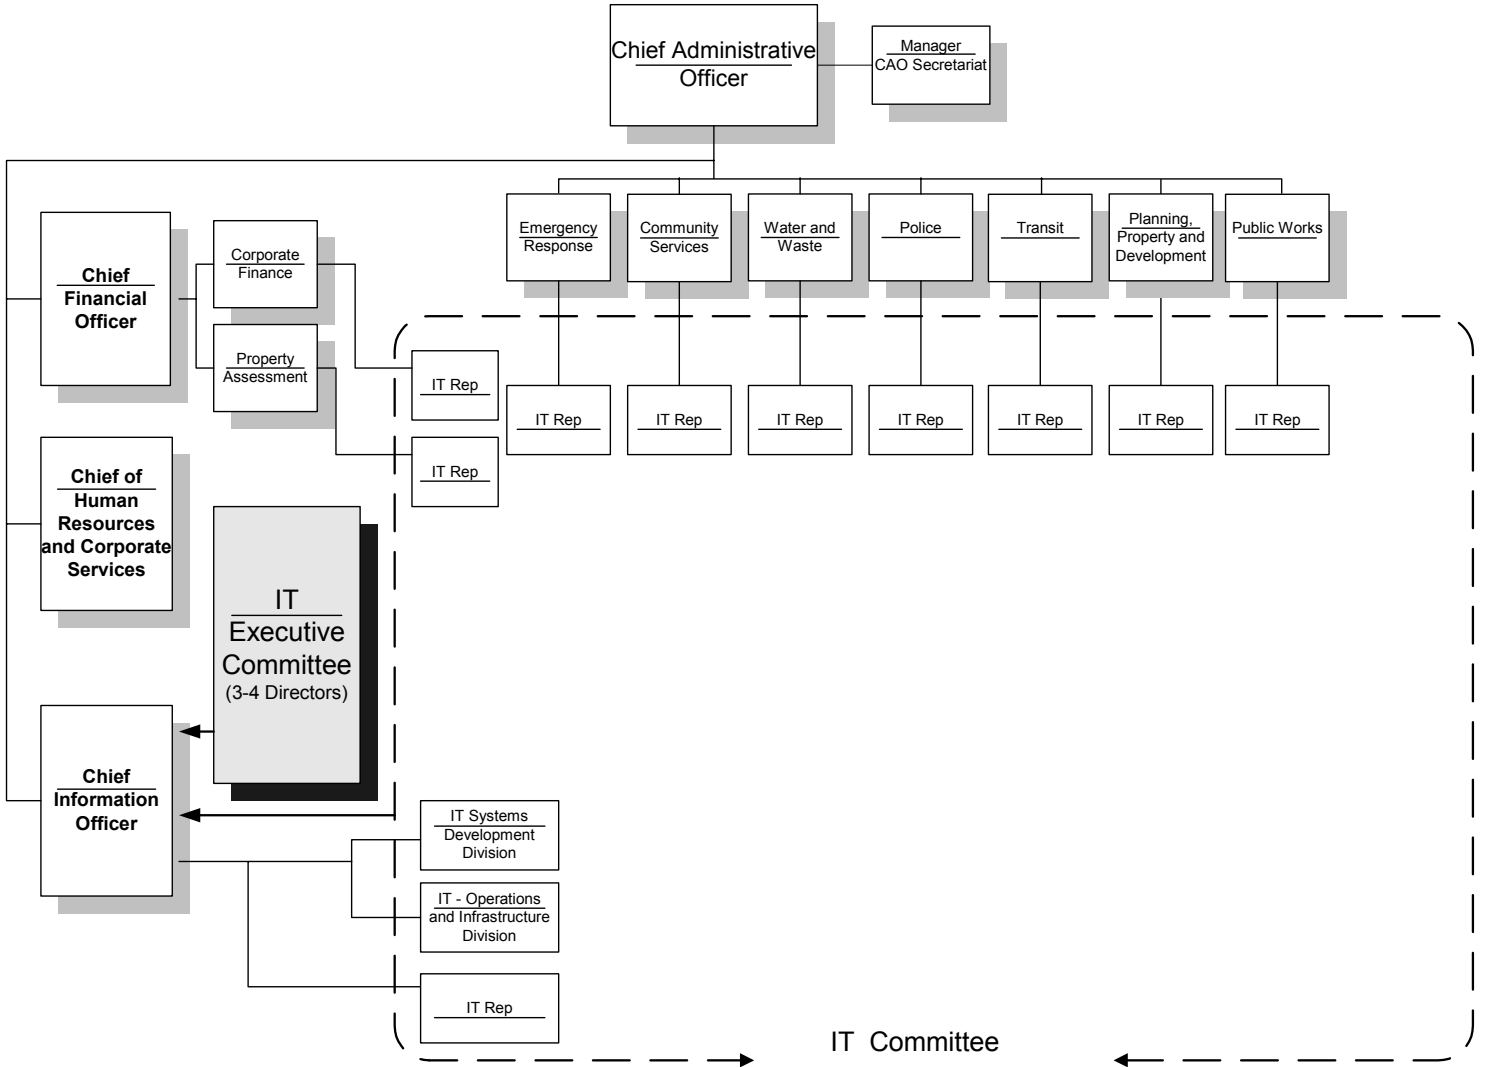 Chief Administrative
Officer
Manager
CAO Secretariat
Emergency
Response
Community
Services
Water and
Waste
Police
Transit
Planning,
Property and
Development
Public Works
Chief
Financial
Officer
Corporate
Finance
Property
Assessment
IT Rep
IT Rep
IT Rep
IT Rep
IT Rep
IT Rep
IT Rep
IT Rep
IT Rep
Chief of
Human
Resources
and Corporate
Services
IT
Executive
Committee
(3-4 Directors)
Chief
Information
Officer
IT Systems
Development
Division
IT - Operations
and Infrastructure
Division
IT Rep
IT Committee